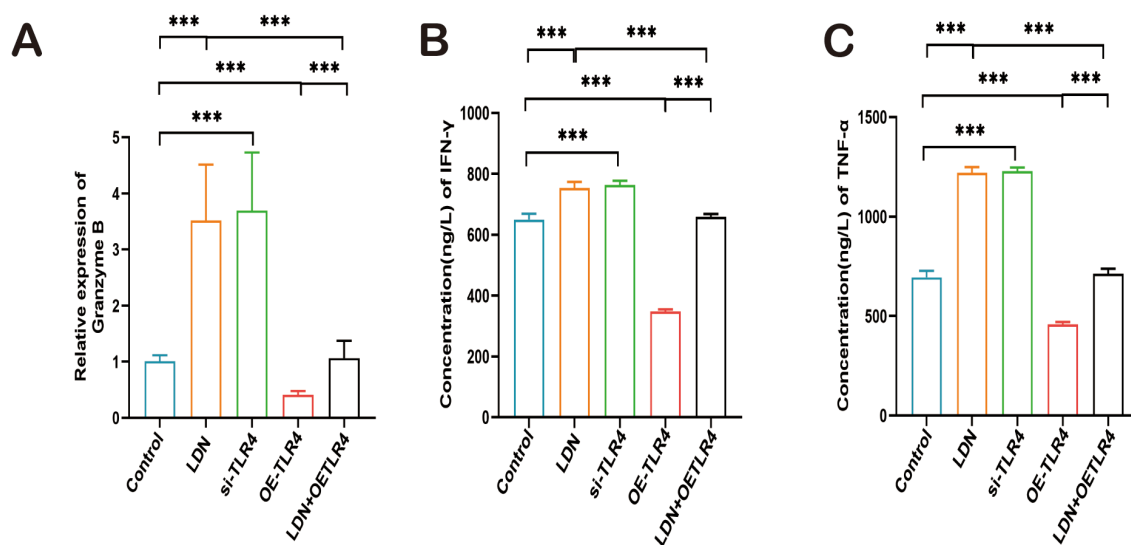 A
***
***
***
***
***
Relative expression of
Granzyme B
5
4
3
2
1
0
Control
LDN
si-TLR4
OE-TLR4
LDN+OETLR4
B
***
***
***
***
***
Concentration(ng/L) of IFN-γ
1000
800
600
400
200
0
Control
LDN
si-TLR4
OE-TLR4
LDN+OETLR4
C
***
***
***
***
***
Concentration(ng/L) of TNF-α
1500
1000
500
0
Control
LDN
si-TLR4
OE-TLR4
LDN+OETLR4